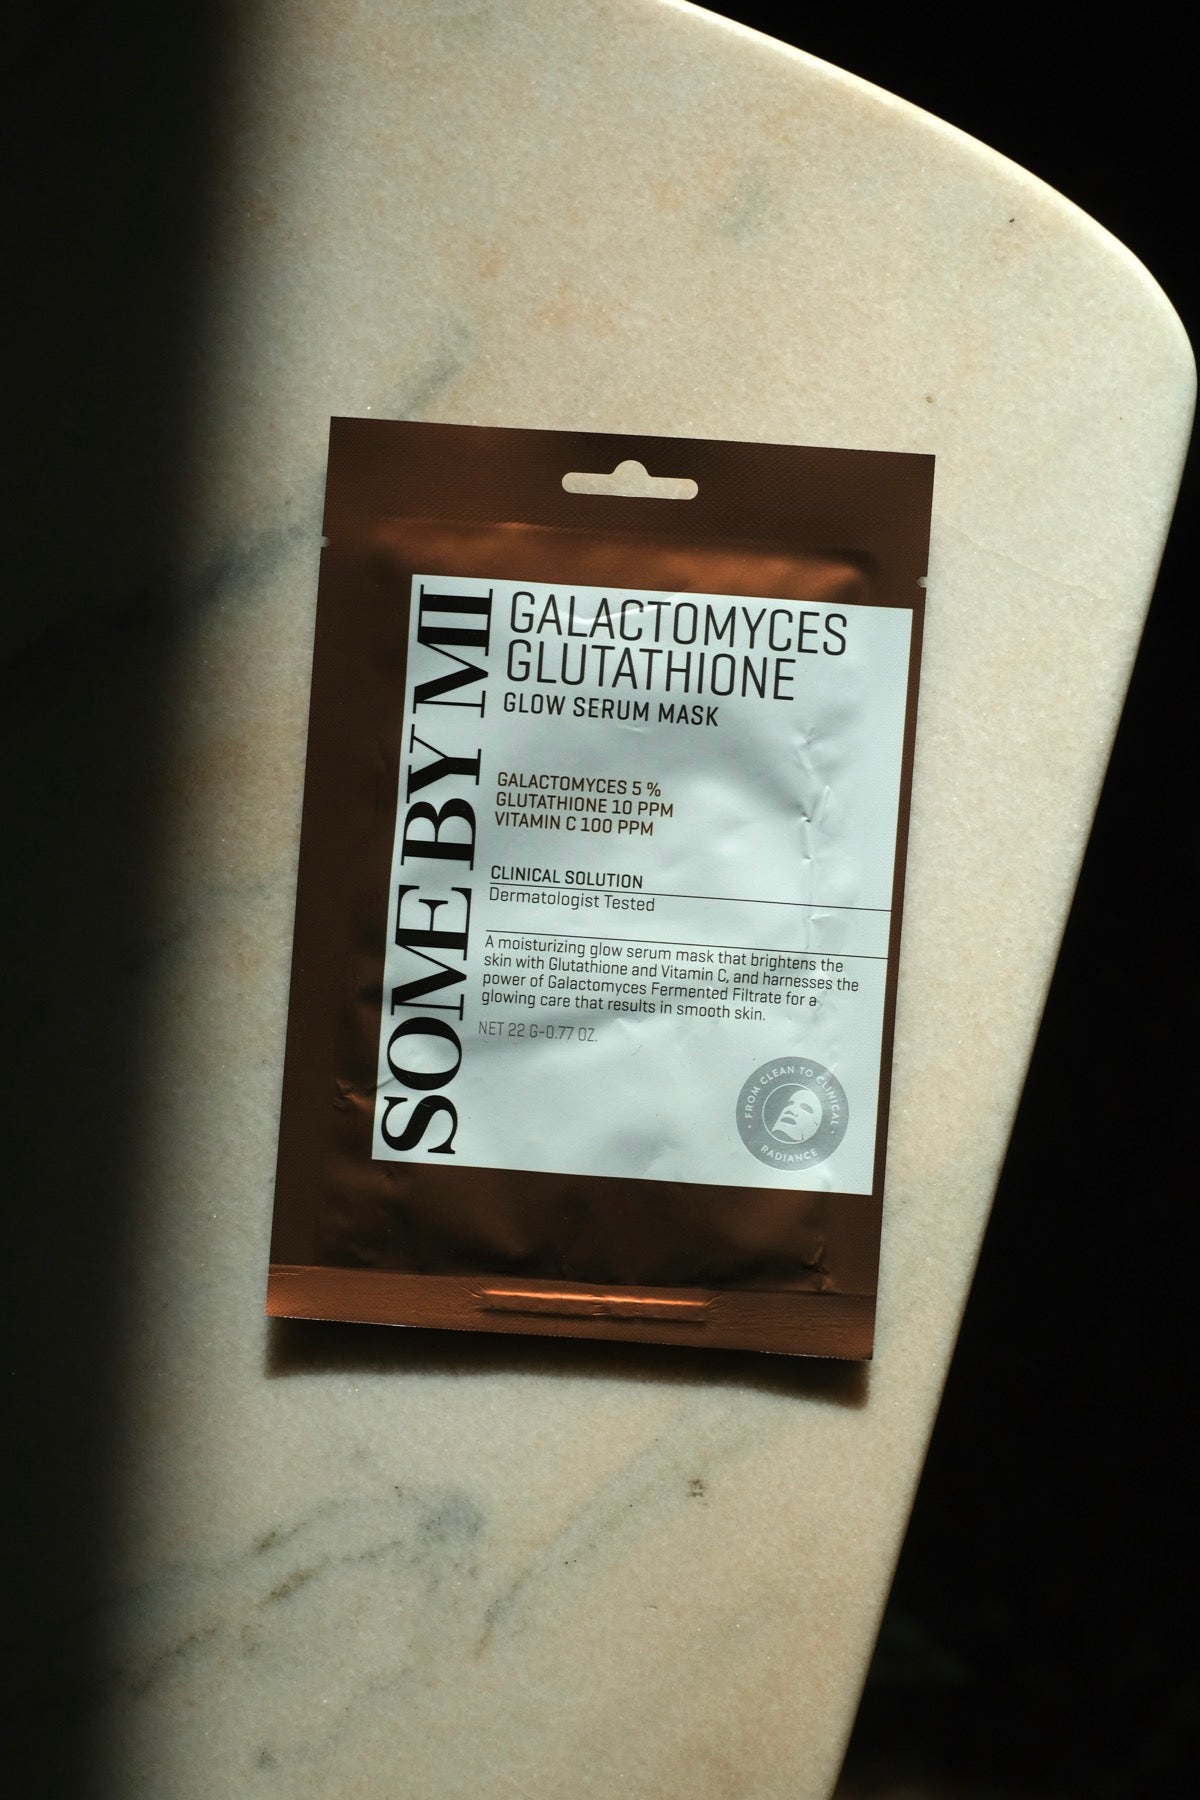 SOME BY MI
GALACTOMYCES
GLUTATHIONE
GLOW SERUM MASK
GALACTOMYCES 5 %
GLUTATHIONE 10 PPM
VITAMIN C 100 PPM
CLINICAL SOLUTION
Dermatologist Tested
A moisturizing glow serum mask that brightens the
skin with Glutathione and Vitamin C, and harnesses the
power of Galactomyces Fermented Filtrate for a
glowing care that results in smooth skin.
NET 22 G-0.77 OZ.
• FROM CLEAN TO CLINICAL •
RADIANCE